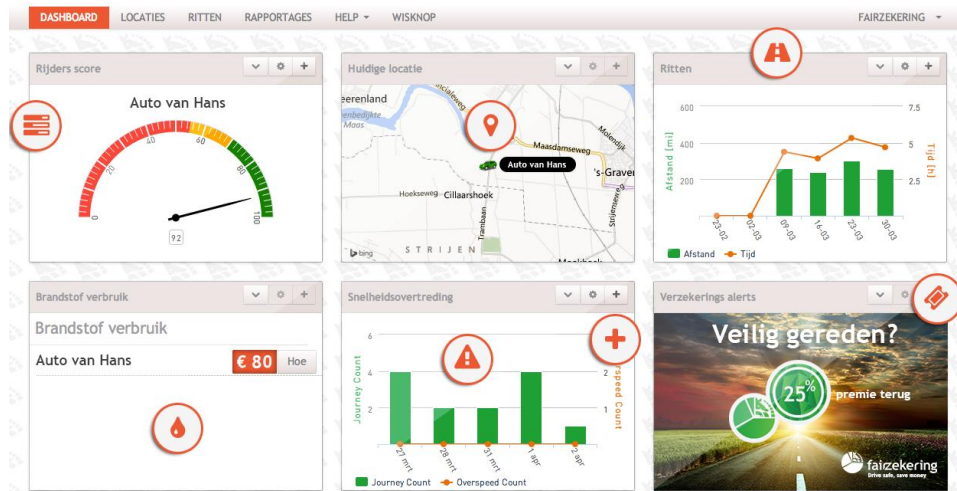 DASHBOARD LOCATIES RITTEN RAPPORTAGES HELP WISKNOP FAIRZEKERING
Rijders score
Auto van Hans
0 20 40 60 80 100
92
Huidige locatie
eerenland
enbedijkte
Maas
Molendijk
Maasdamseweg
Auto van Hans
's-Graven
Hoekseweg Cillaarshoek
Strijenseweg
Trambaan
STRIJEN
bing
Ritten
600 7.5
400 5
200 2.5
Afstand [mi]
Tijd [h]
23-02 02-03 09-03 16-03 23-03 30-03
Afstand Tijd
Brandstof verbruik
Brandstof verbruik
Auto van Hans € 80 Hoe
Snelheidsovertreding
6
4 2
2 1
Journey Count
erspeed Count
27 mrt 28 mrt 31 mrt 1 apr 2 apr
Journey Count Overspeed Count
Verzekerings alerts
Veilig gereden?
25% premie terug
faizekering
Drive safe, save money